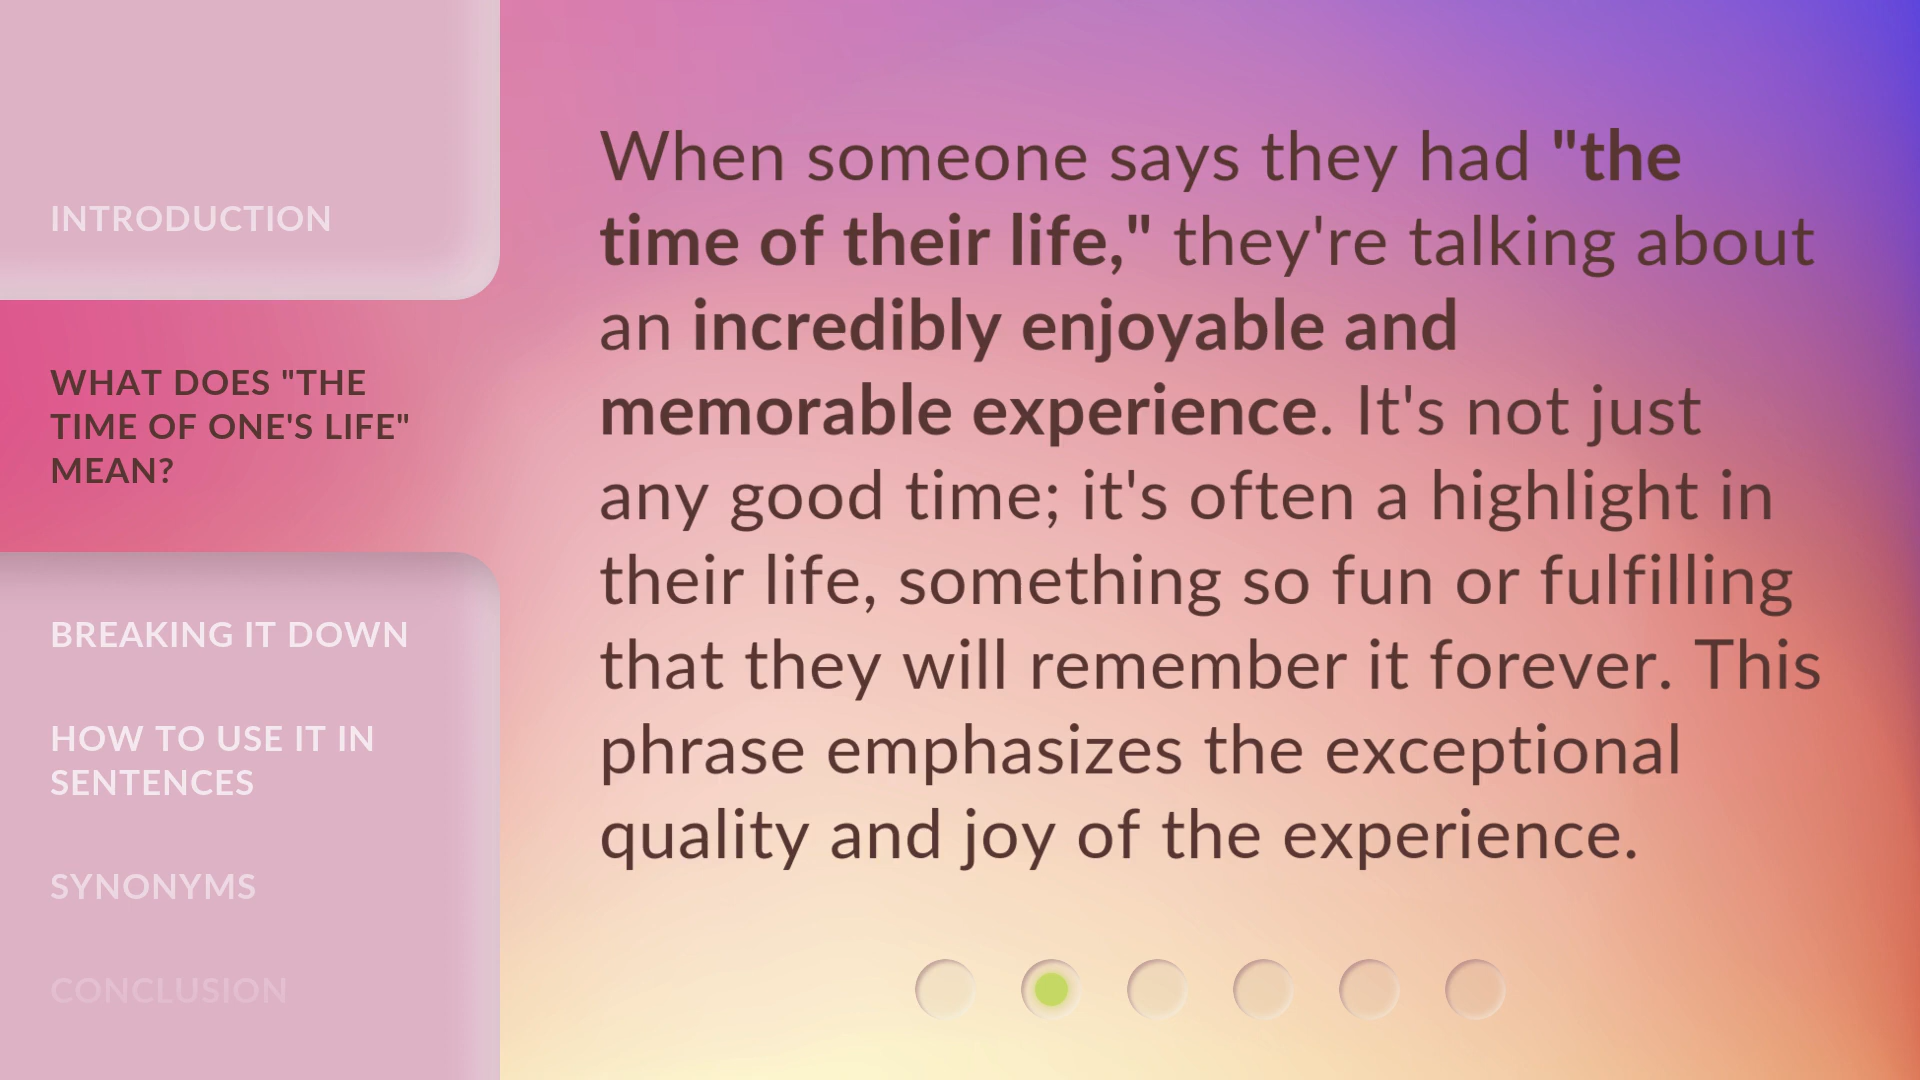 INTRODUCTION
WHAT DOES "THE
TIME OF ONE'S LIFE"
MEAN?
BREAKING IT DOWN
HOW TO USE IT IN
SENTENCES
SYNONYMS
CONCLUSION
When someone says they had "the
time of their life," they're talking about
an incredibly enjoyable and
memorable experience. It's not just
any good time; it's often a highlight in
their life, something so fun or fulfilling
that they will remember it forever. This
phrase emphasizes the exceptional
quality and joy of the experience.